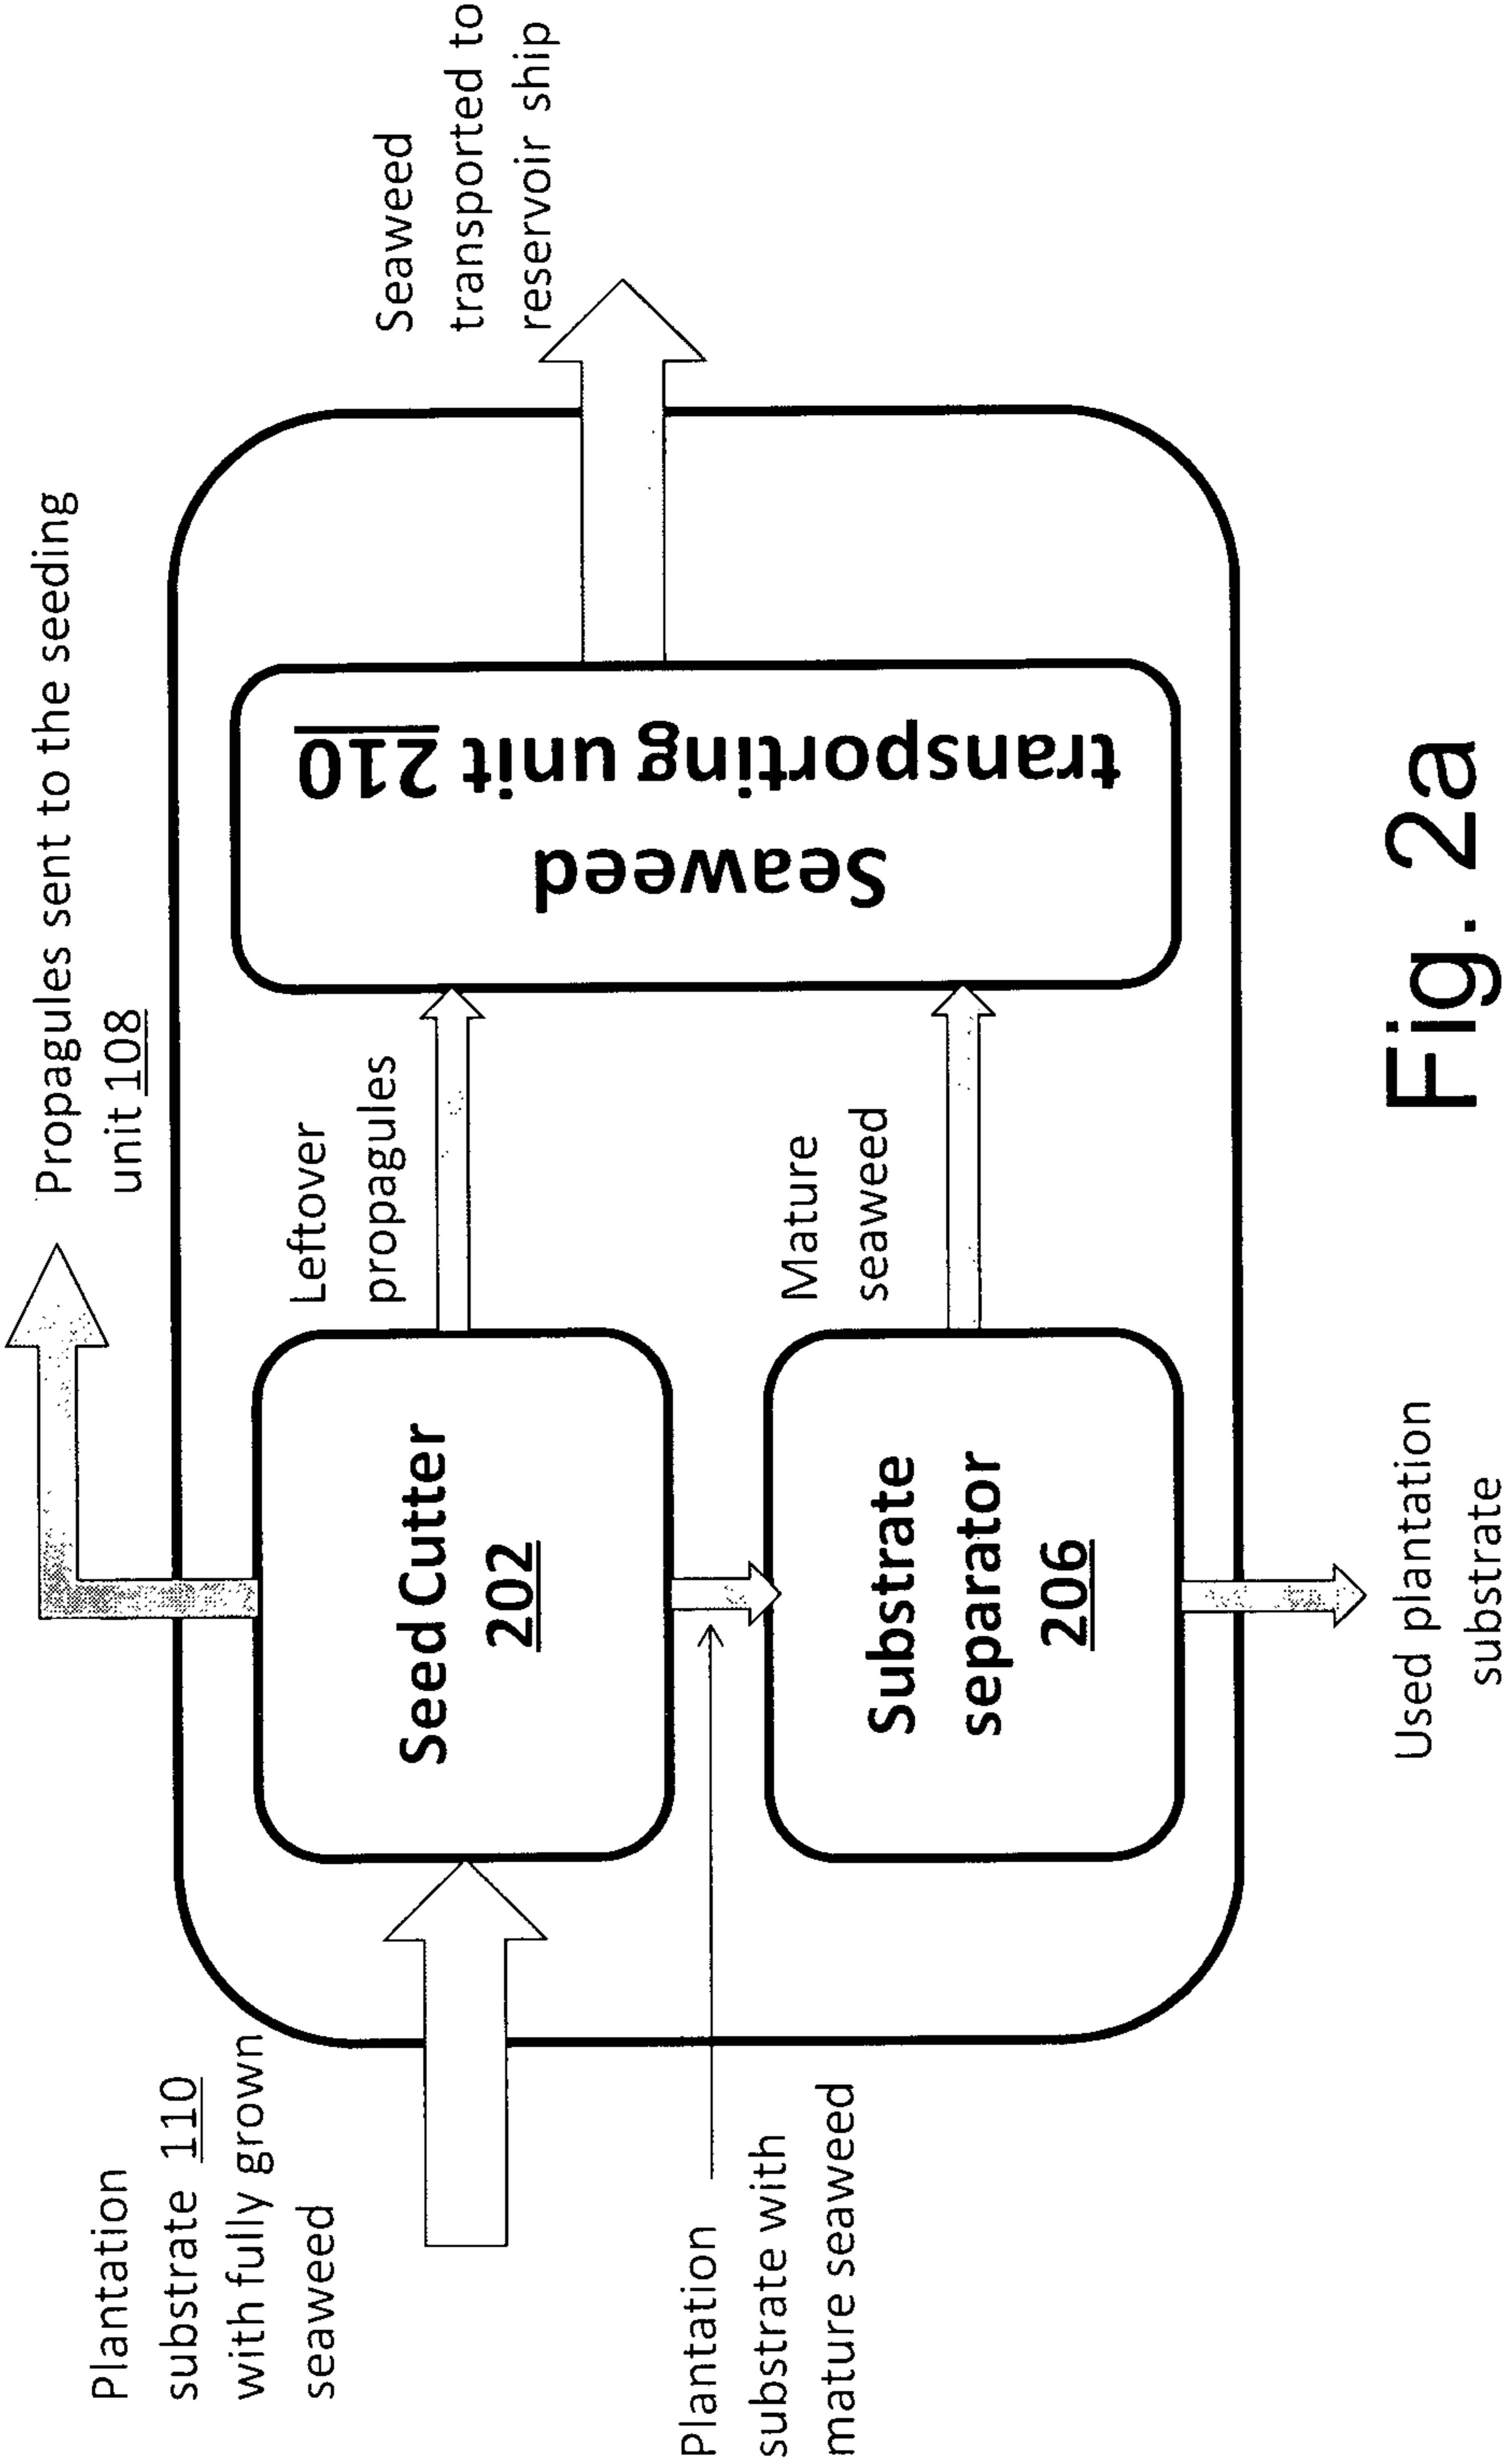 Propagules sent to the seeding
unit 108
Plantation
substrate 110
with fully grown
seaweed
Seed Cutter
202
Leftover
propagules
Seaweed
transporting unit 210
Seaweed
transported to
reservoir ship
Plantation
substrate with
mature seaweed
Substrate
separator
206
Mature
seaweed
Used plantation
substrate
Fig. 2a